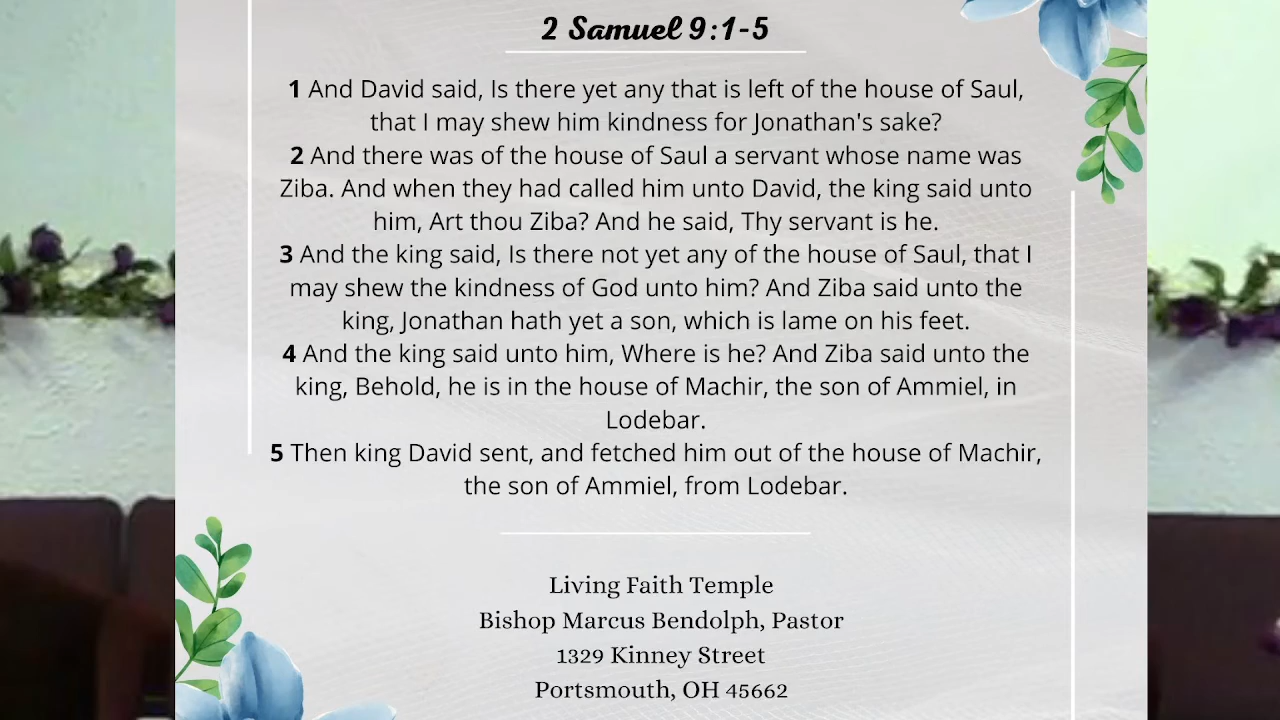 2 Samuel 9:1-5
1 And David said, Is there yet any that is left of the house of Saul,
that I may shew him kindness for Jonathan's sake?
2 And there was of the house of Saul a servant whose name was
Ziba. And when they had called him unto David, the king said unto
him, Art thou Ziba? And he said, Thy servant is he.
3 And the king said, Is there not yet any of the house of Saul, that I
may shew the kindness of God unto him? And Ziba said unto the
king, Jonathan hath yet a son, which is lame on his feet.
4 And the king said unto him, Where is he? And Ziba said unto the
king, Behold, he is in the house of Machir, the son of Ammiel, in
Lodebar.
5 Then king David sent, and fetched him out of the house of Machir,
the son of Ammiel, from Lodebar.
Living Faith Temple
Bishop Marcus Bendolph, Pastor
1329 Kinney Street
Portsmouth, OH 45662